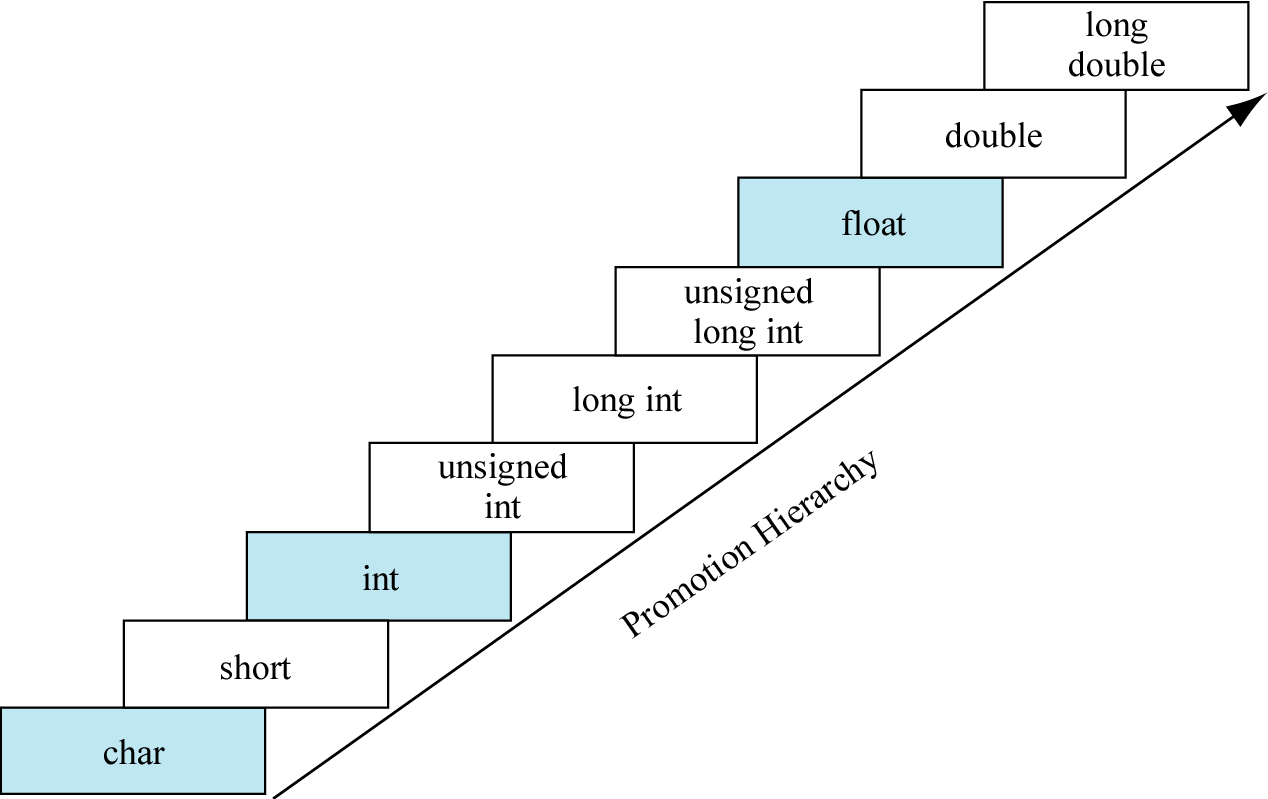 long
double
double
float
unsigned
long int
long int
unsigned
int
int
short
char
Promotion Hierarchy